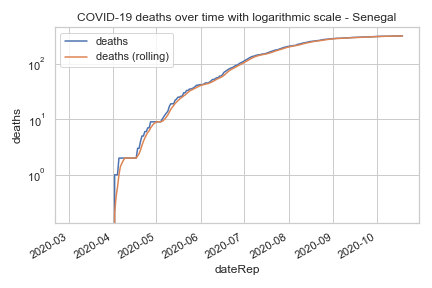 COVID-19 deaths over time with logarithmic scale - Senegal
deaths
deaths (rolling)
10²
10¹
10⁰
deaths
2020-03
2020-04
2020-05
2020-06
2020-07
2020-08
2020-09
2020-10
dateRep